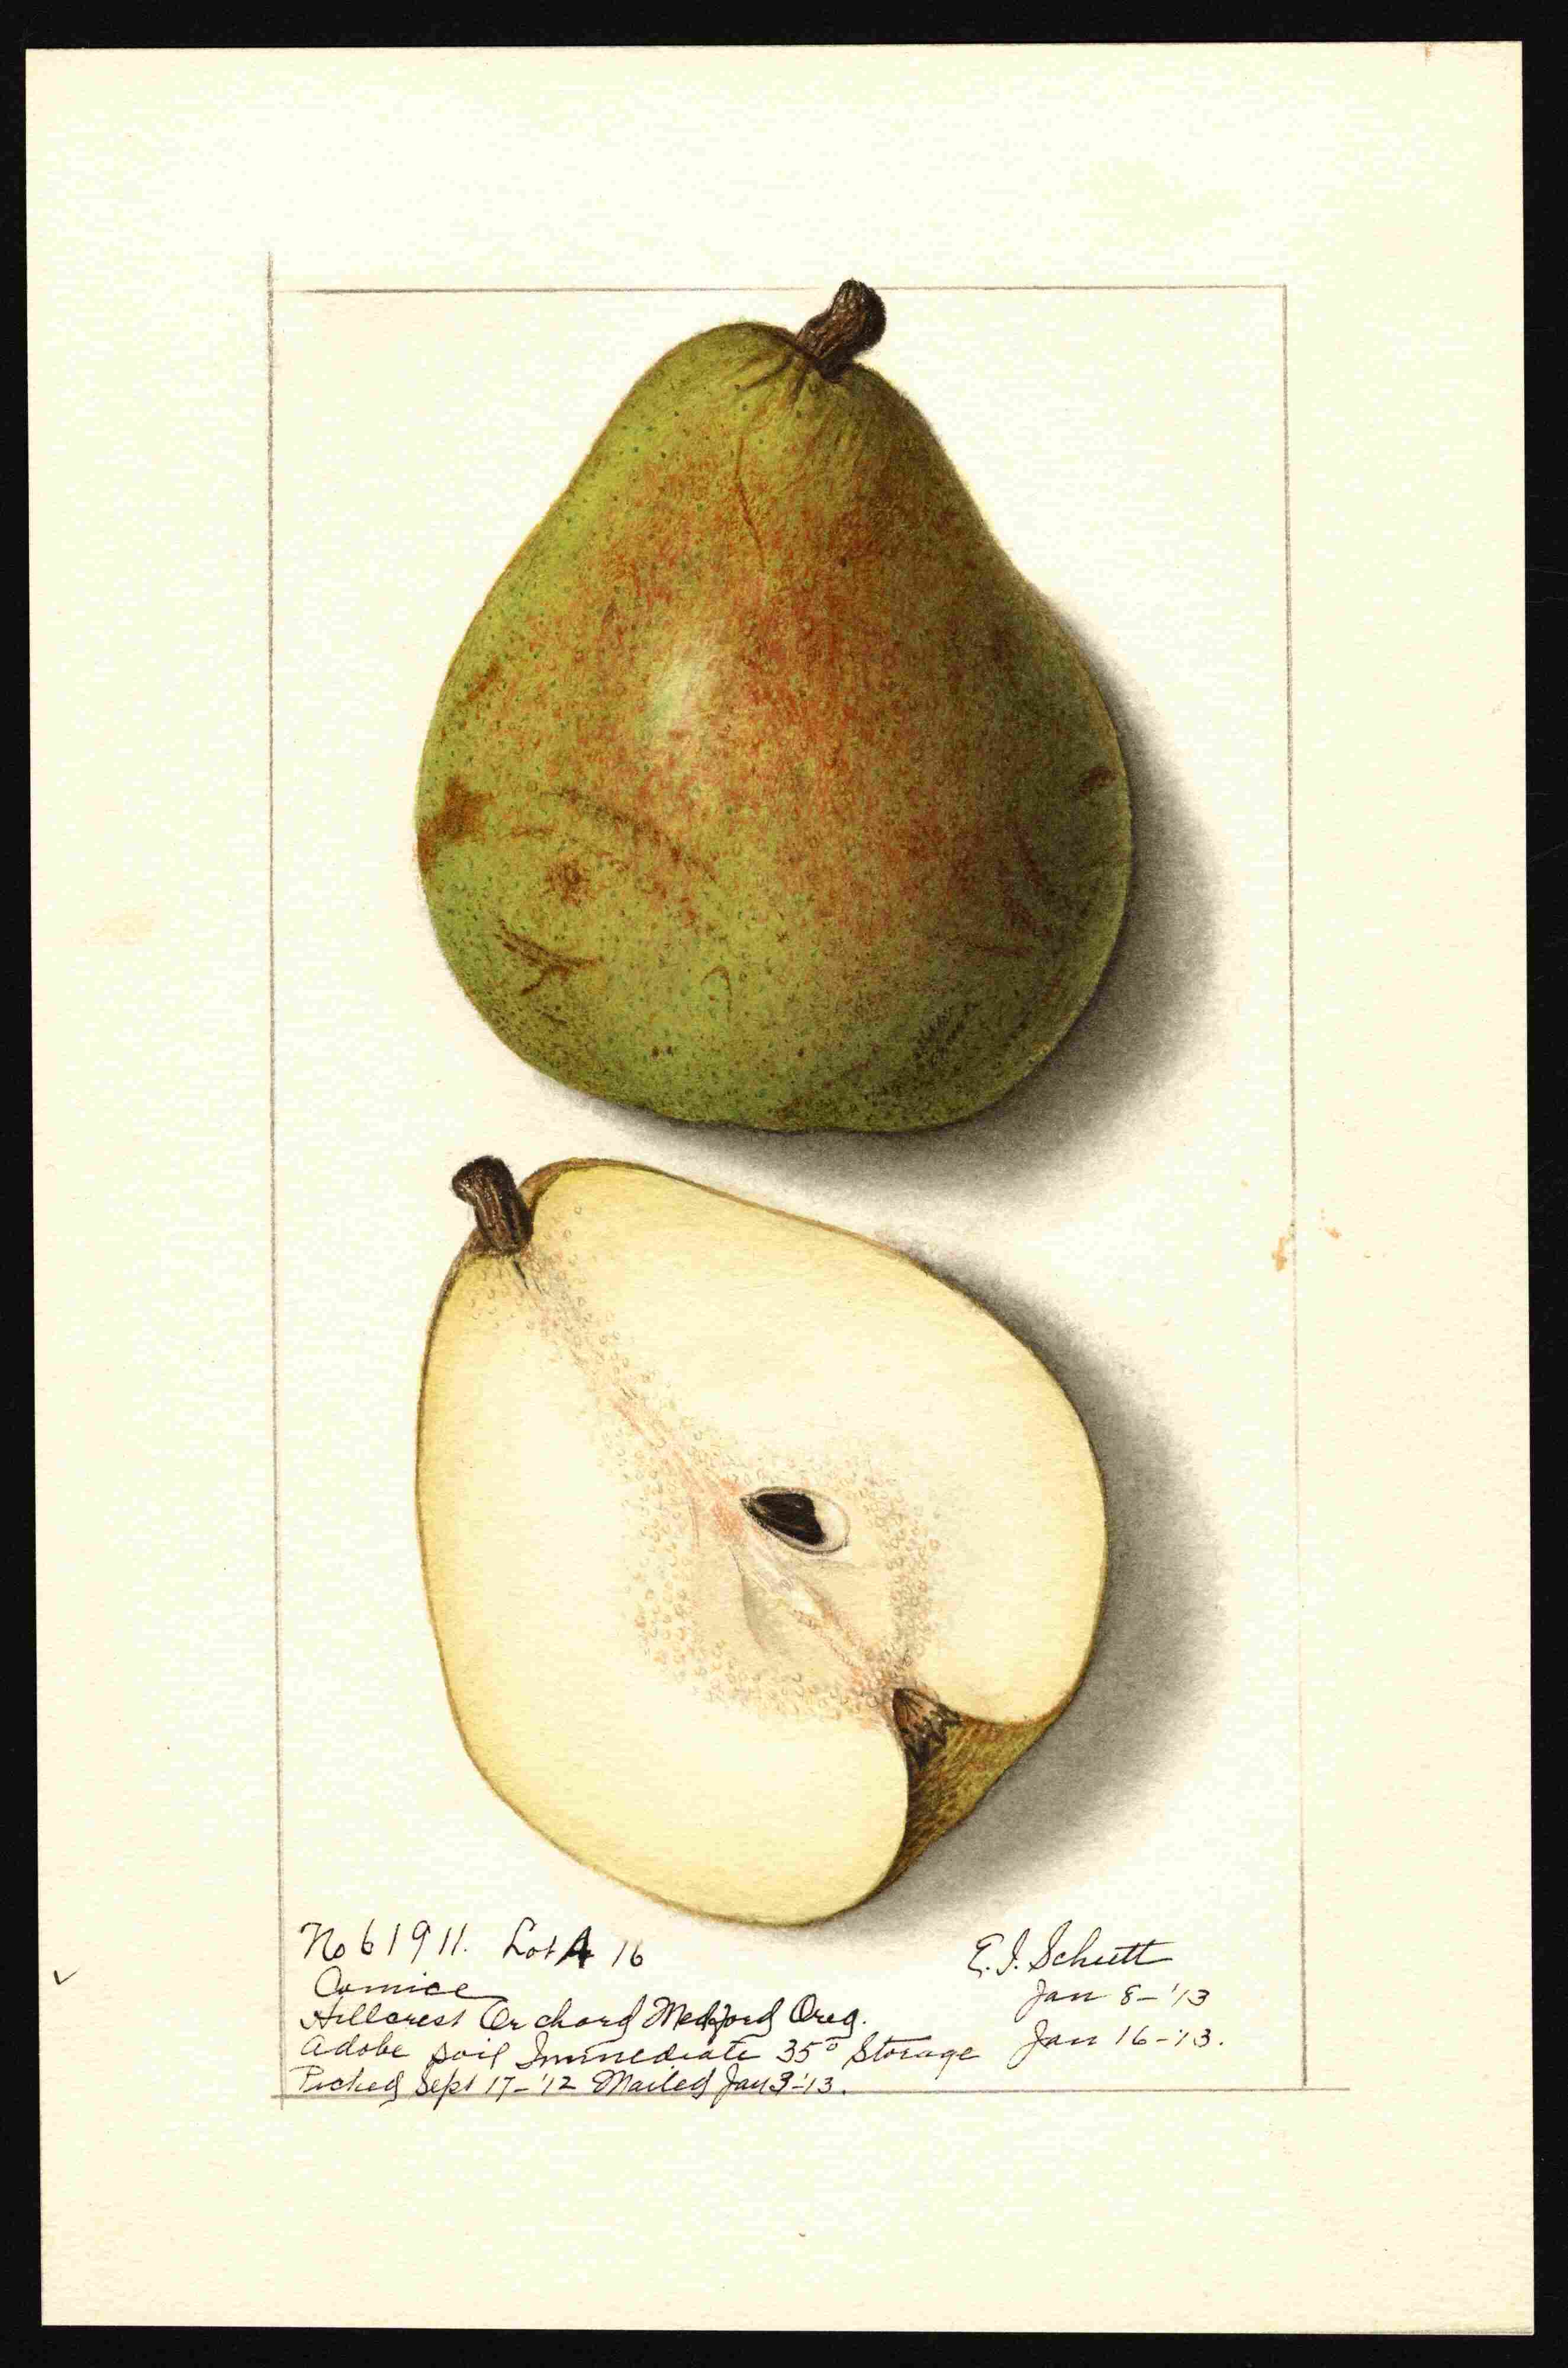 No 61911. Lot A 16
Comice
Hillcrest Orchard Medford Oreg.
Adobe soil Immediate 35° Storage
Picked Sept 17-'12 Mailed Jan 3-'13.
E. I. Schutt
Jan 8-'13
Jan 16-'13.